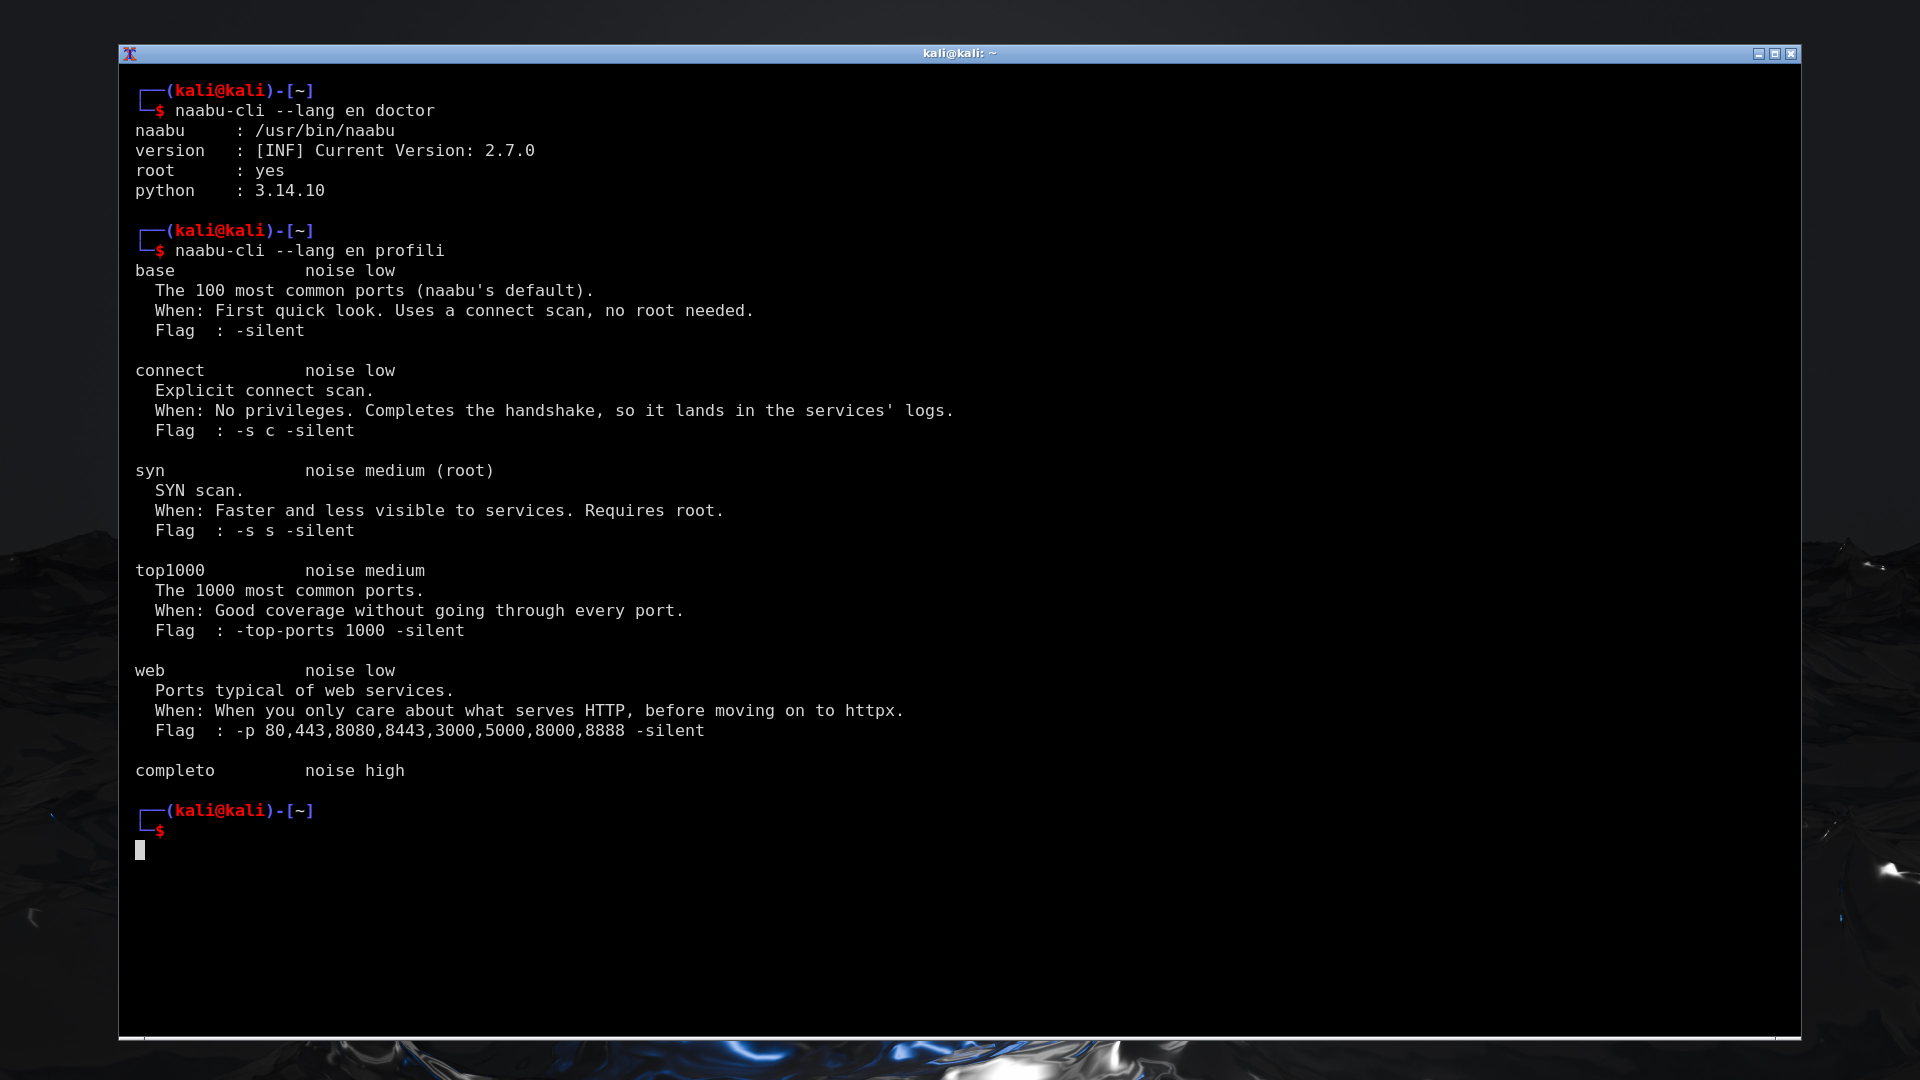 kali@kali: ~
┌──(kali@kali)-[~]
└─$ naabu-cli --lang en doctor
naabu     : /usr/bin/naabu
version   : [INF] Current Version: 2.7.0
root      : yes
python    : 3.14.10
┌──(kali@kali)-[~]
└─$ naabu-cli --lang en profili
base             noise low
  The 100 most common ports (naabu's default).
  When: First quick look. Uses a connect scan, no root needed.
  Flag  : -silent
connect          noise low
  Explicit connect scan.
  When: No privileges. Completes the handshake, so it lands in the services' logs.
  Flag  : -s c -silent
syn              noise medium (root)
  SYN scan.
  When: Faster and less visible to services. Requires root.
  Flag  : -s s -silent
top1000          noise medium
  The 1000 most common ports.
  When: Good coverage without going through every port.
  Flag  : -top-ports 1000 -silent
web              noise low
  Ports typical of web services.
  When: When you only care about what serves HTTP, before moving on to httpx.
  Flag  : -p 80,443,8080,8443,3000,5000,8000,8888 -silent
completo         noise high
┌──(kali@kali)-[~]
└─$